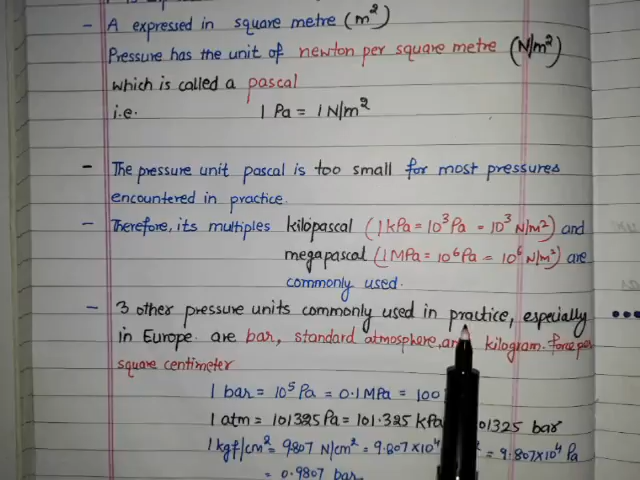 - A expressed in square metre (m²)
Pressure has the unit of newton per square metre (N/m²)
which is called a pascal
i.e. 1 Pa = 1 N/m²
- The pressure unit pascal is too small for most pressures
encountered in practice.
- Therefore, its multiples kilopascal (1 kPa = 10³ Pa = 10³ N/m²) and
megapascal (1 MPa = 10⁶ Pa = 10⁶ N/m²) are
commonly used.
- 3 other pressure units commonly used in practice, especially
in Europe are bar, standard atmosphere, an kilogram-force per
square centimeter
1 bar = 10⁵ Pa = 0.1 MPa = 100
1 atm = 101325 Pa = 101.325 kPa 01325 bar
1 kgf/cm² = 9.807 N/cm² = 9.807×10⁴ ² = 9.807×10⁴ Pa
= 0.9807 bar